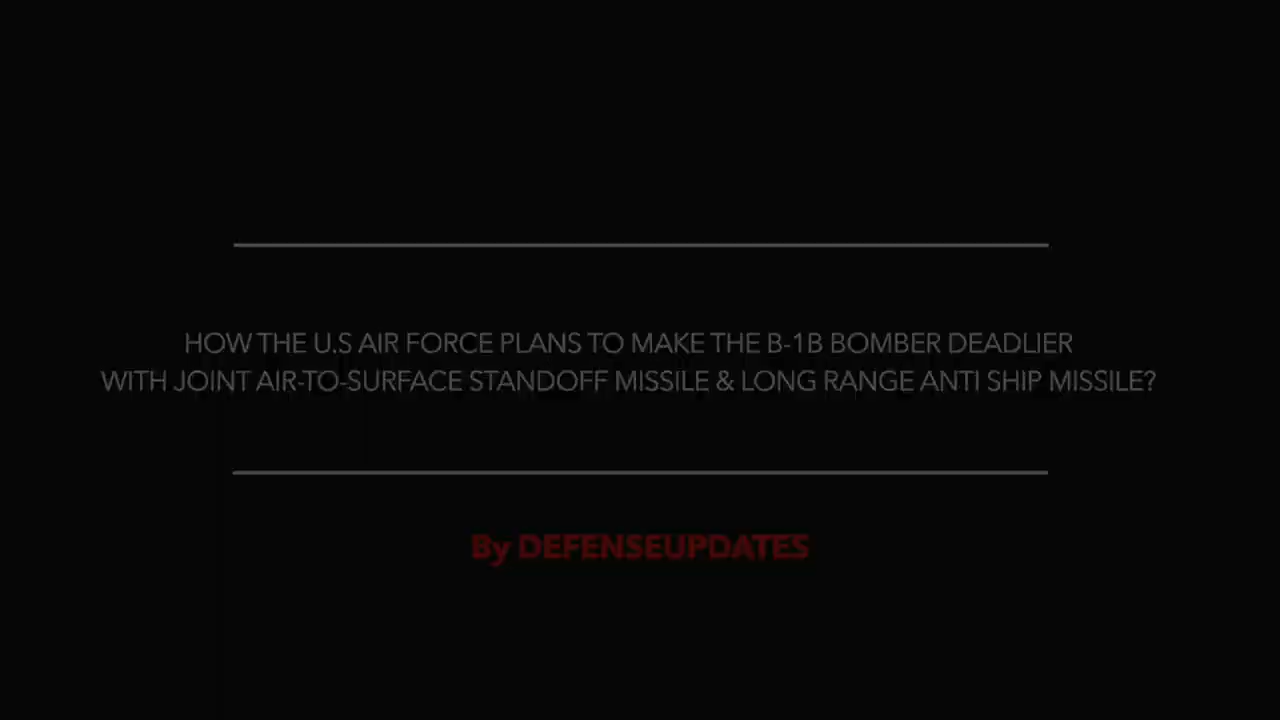 HOW THE U.S AIR FORCE PLANS TO MAKE THE B-1B BOMBER DEADLIER
WITH JOINT AIR-TO-SURFACE STANDOFF MISSILE & LONG RANGE ANTI SHIP MISSILE?
By DEFENSEUPDATES